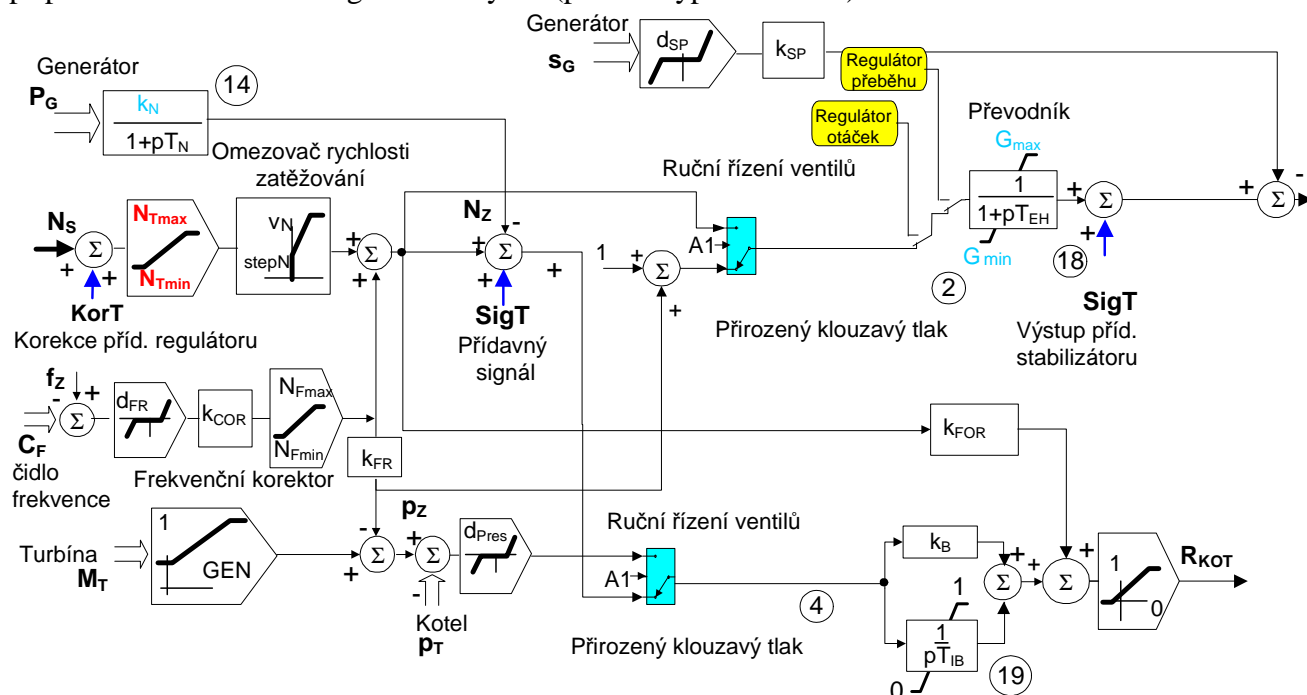 Generátor
s_G
d_SP
k_SP
Regulátor
přeběhu
Regulátor
otáček
Převodník
G_max
1
1+pT_EH
G_min
Generátor
P_G
14
k_N
1+pT_N
Omezovač rychlosti
zatěžování
Ruční řízení ventilů
N_S
Σ
+
+
KorT
Korekce příd. regulátoru
N_Tmax
N_Tmin
v_N
stepN
+
Σ
+
N_Z
-
+
Σ
+
+
SigT
Přídavný
signál
A1
1
+
Σ
+
Přirozený klouzavý tlak
2
+
Σ
+
18
SigT
Výstup příd.
stabilizátoru
+
Σ
-
f_Z
+
-
Σ
C_F
čidlo
frekvence
d_FR
k_COR
N_Fmax
N_Fmin
Frekvenční korektor
k_FR
k_FOR
Turbína
M_T
1
GEN
-
Σ
+
p_Z
+
Σ
-
Kotel
p_T
d_Pres
Ruční řízení ventilů
A1
Přirozený klouzavý tlak
4
k_B
1
1
pT_IB
0
19
+
Σ
+
+
+
Σ
1
0
R_KOT